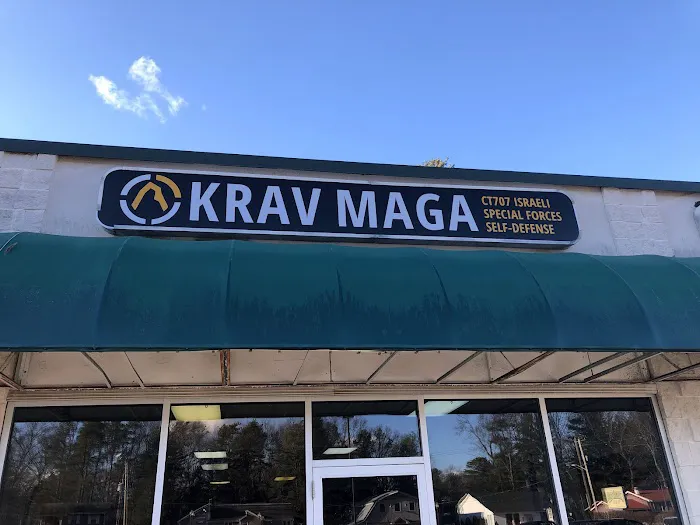 KRAV MAGA
CT707 ISRAELI
SPECIAL FORCES
SELF-DEFENSE